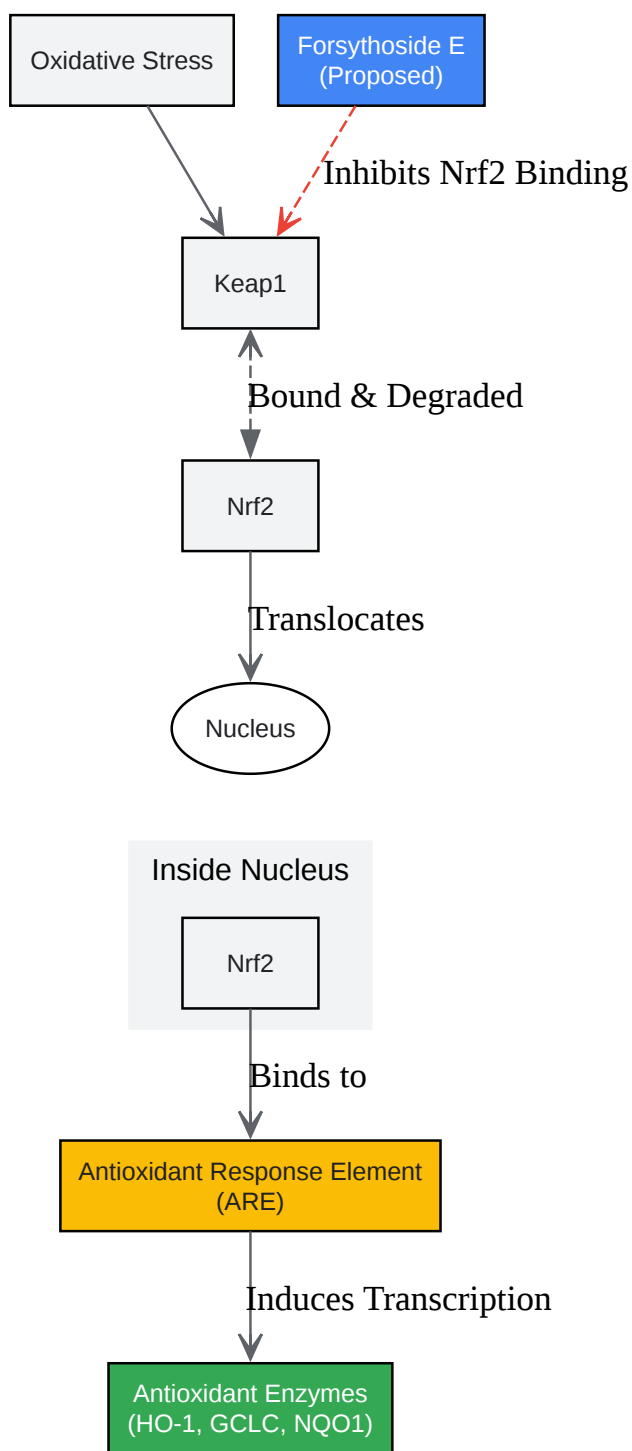 Oxidative Stress
Forsythoside E
(Proposed)
Inhibits Nrf2 Binding
Keap1
Bound & Degraded
Nrf2
Translocates
Nucleus
Inside Nucleus
Nrf2
Binds to
Antioxidant Response Element
(ARE)
Induces Transcription
Antioxidant Enzymes
(HO-1, GCLC, NQO1)